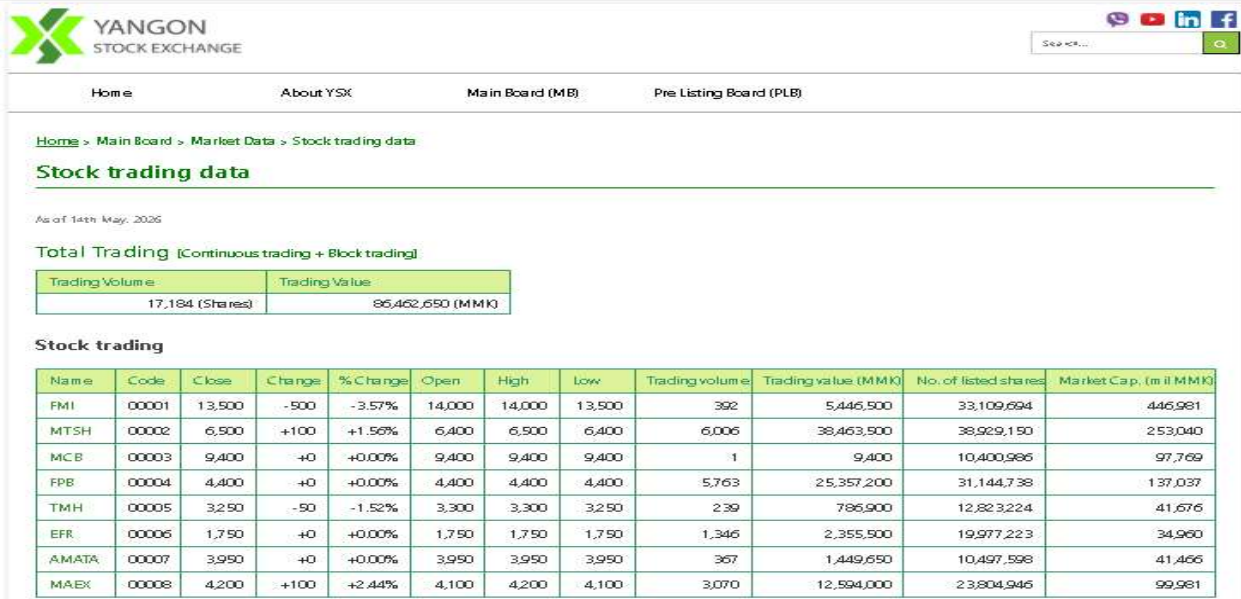 YANGON
STOCK EXCHANGE
Search...
Home About YSX Main Board (MB) Pre Listing Board (PLB)
Home > Main Board > Market Data > Stock trading data
Stock trading data
As of 14th May, 2026
Total Trading [Continuous trading + Block trading]
Trading Volume Trading Value
17,184 (Shares) 86,462,650 (MMK)
Stock trading
Name Code Close Change % Change Open High Low Trading volume Trading value (MMK) No. of listed shares Market Cap. (mil MMK)
FMI 00001 13,500 -500 -3.57% 14,000 14,000 13,500 392 5,446,500 33,109,694 446,981
MTSH 00002 6,500 +100 +1.56% 6,400 6,500 6,400 6,006 38,463,500 38,929,150 253,040
MCB 00003 9,400 +0 +0.00% 9,400 9,400 9,400 1 9,400 10,400,986 97,769
FPB 00004 4,400 +0 +0.00% 4,400 4,400 4,400 5,763 25,357,200 31,144,738 137,037
TMH 00005 3,250 -50 -1.52% 3,300 3,300 3,250 239 786,900 12,823,224 41,676
EFR 00006 1,750 +0 +0.00% 1,750 1,750 1,750 1,346 2,355,500 19,977,223 34,960
AMATA 00007 3,950 +0 +0.00% 3,950 3,950 3,950 367 1,449,650 10,497,598 41,466
MAEX 00008 4,200 +100 +2.44% 4,100 4,200 4,100 3,070 12,594,000 23,804,946 99,981